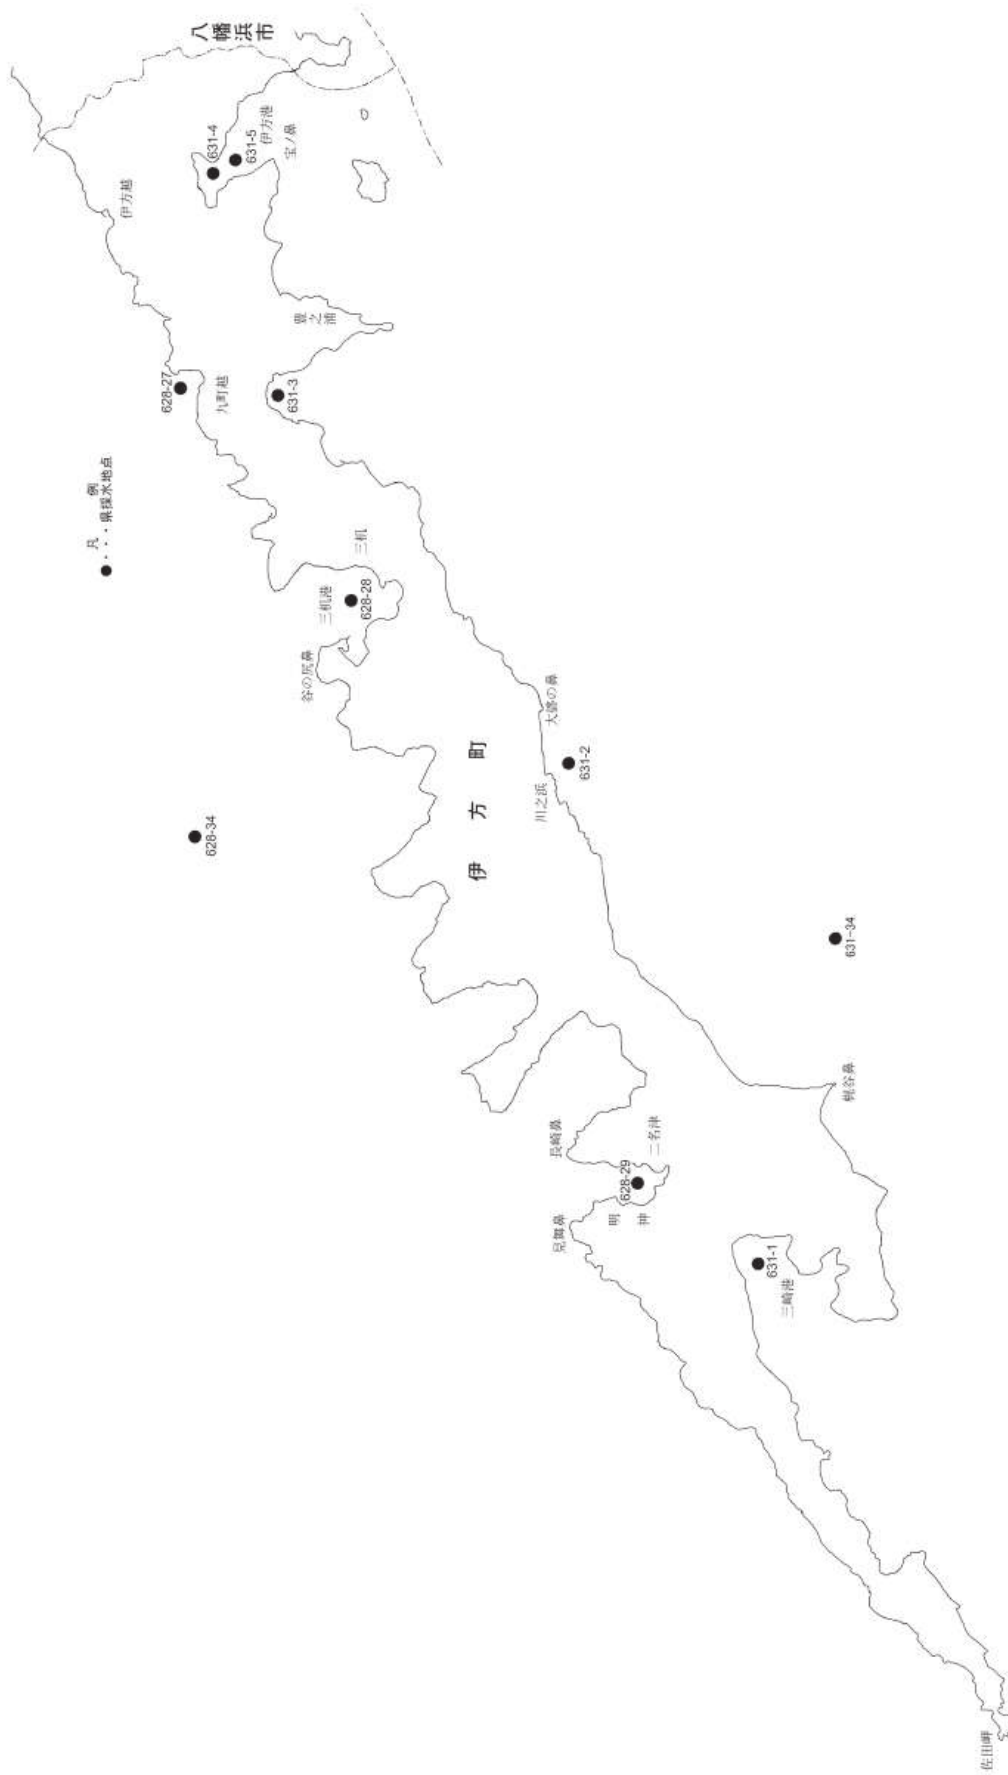 凡例
●・・・県採水地点
八幡浜市
伊方越
631-4
631-5
伊方港
宝ノ鼻
豊之浦
628-27
九町越
631-3
三机
三机港
628-28
谷の尻鼻
628-34
伊方町
大碆の鼻
川之浜
631-2
631-34
梶谷鼻
長崎鼻
二名津
628-29
明神
見舞鼻
631-1
三崎港
佐田岬